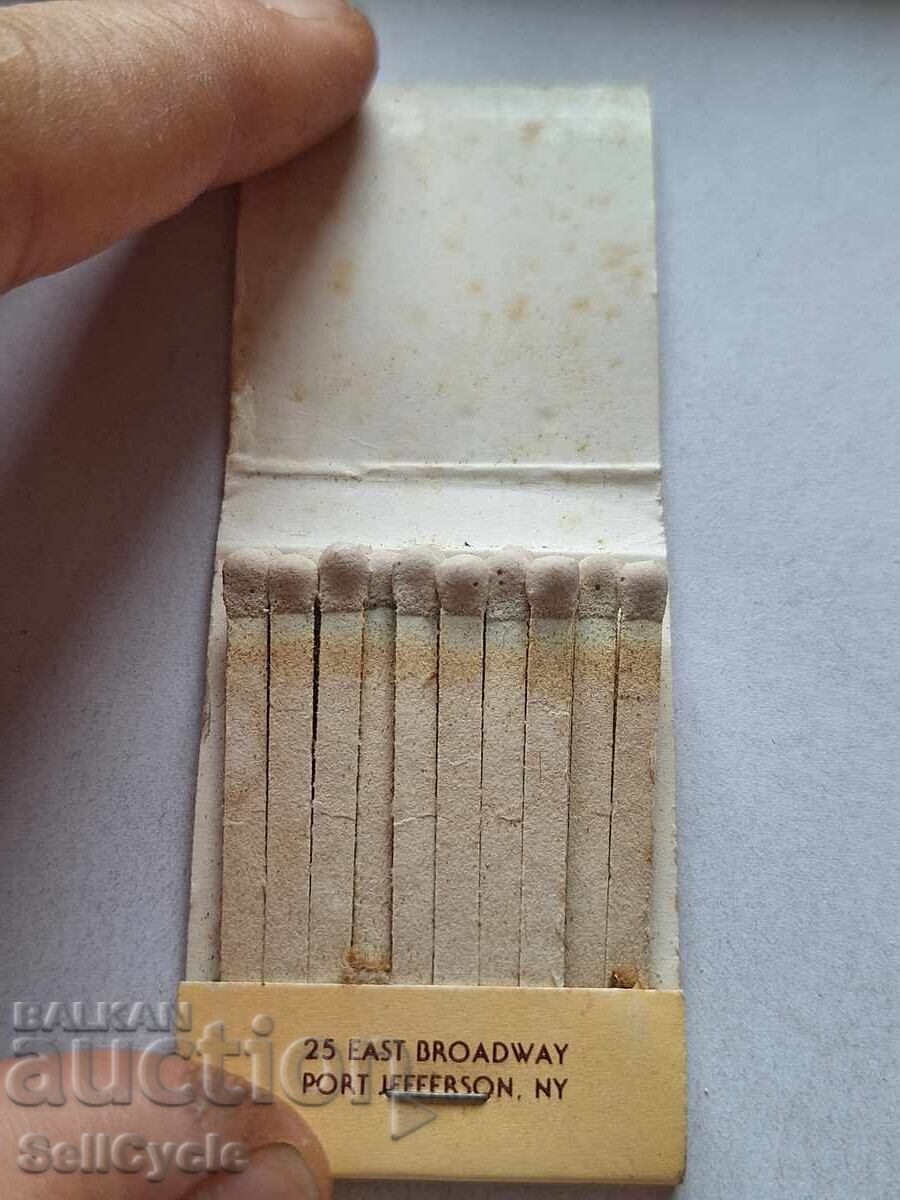 25 EAST BROADWAY
PORT JEFFERSON, NY
BALKAN
auction
SellCycle